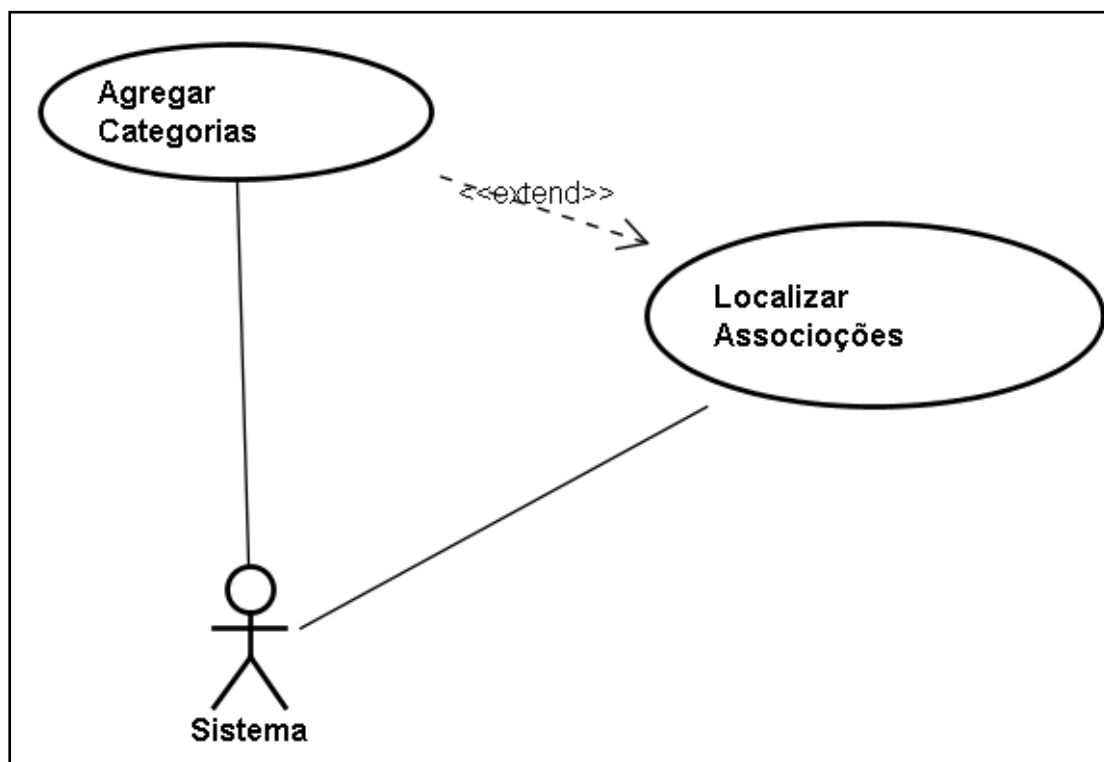 Agregar
Categorias
<<extend>>
Localizar
Associoções
Sistema